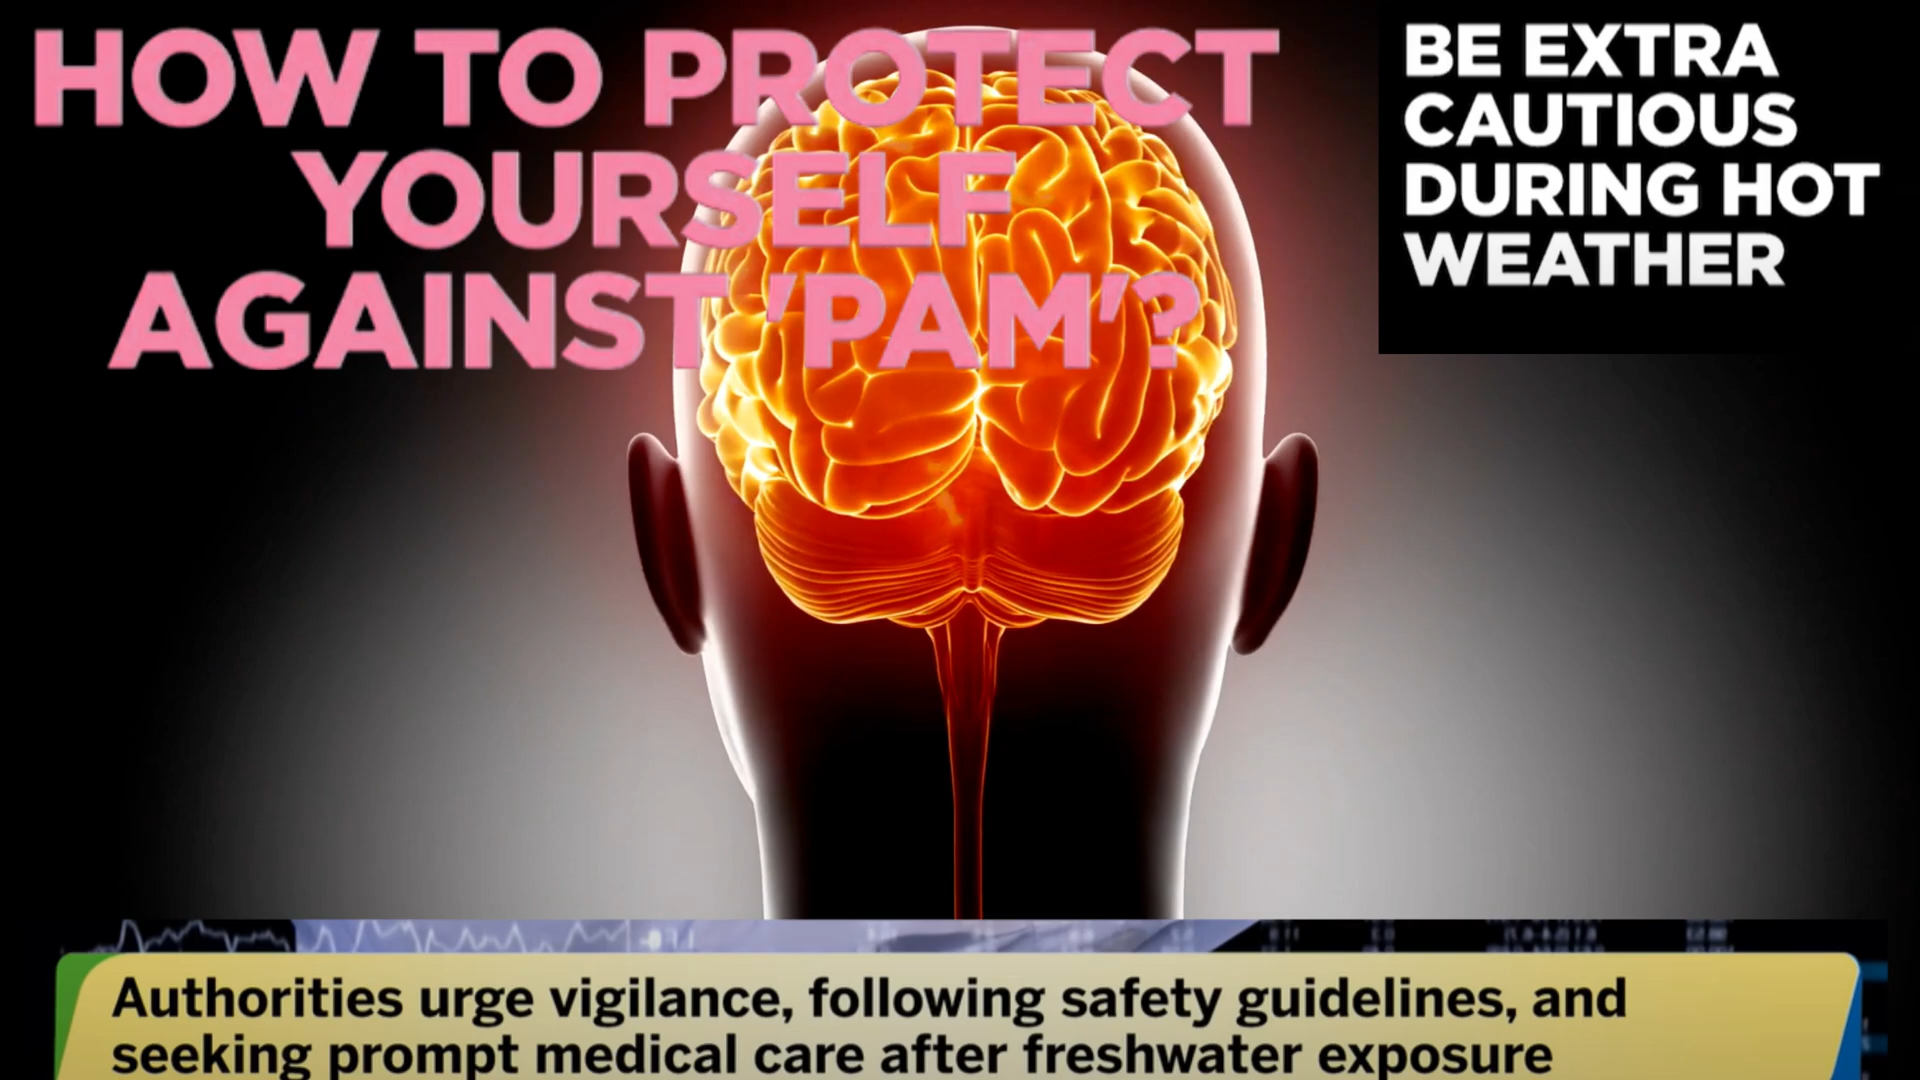 HOW TO PROTECT
YOURSELF
AGAINST 'PAM'?
BE EXTRA
CAUTIOUS
DURING HOT
WEATHER
Authorities urge vigilance, following safety guidelines, and
seeking prompt medical care after freshwater exposure